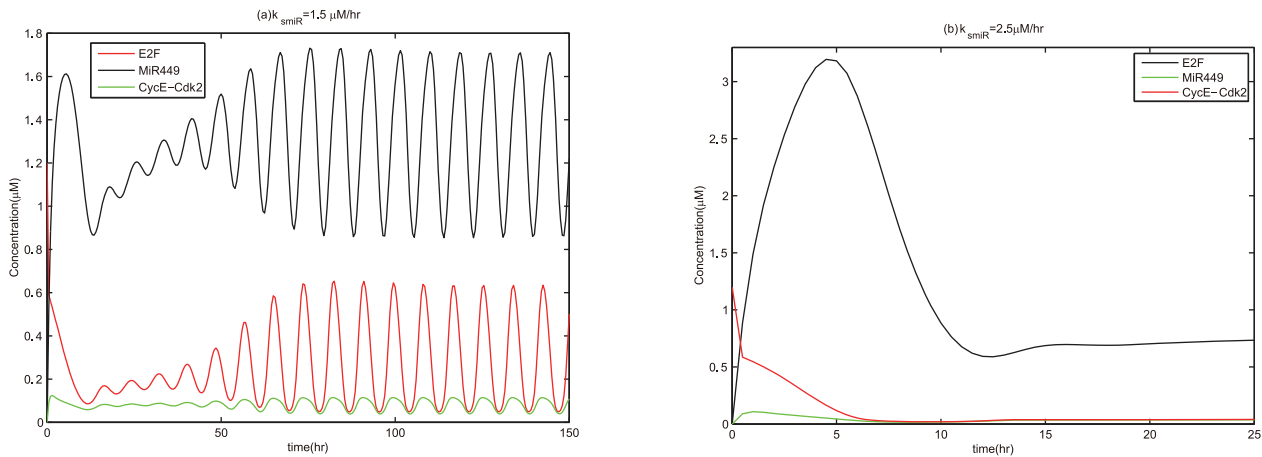 (a)k smiR=1.5 μM/hr
1.8
1.6
1.4
1.2
1
0.8
0.6
0.4
0.2
0
Concentration(μM)
E2F
MiR449
CycE−Cdk2
0
50
100
150
time(hr)
(b)k smiR=2.5μM/hr
3
2.5
2
1.5
1
0.5
0
Concentration(μM)
E2F
MiR449
CycE−Cdk2
0
5
10
15
20
25
time(hr)